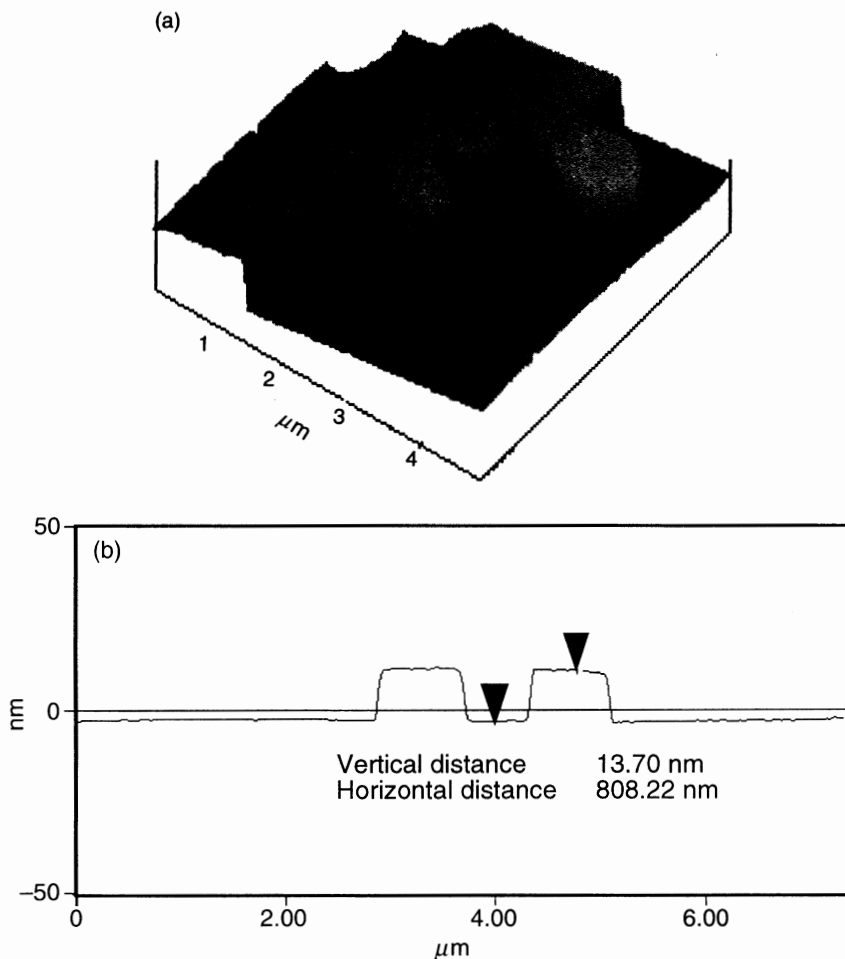 (a)
1
2
3
4
μm
50
(b)
0
nm
Vertical distance 13.70 nm
Horizontal distance 808.22 nm
−50
0 2.00 4.00 6.00
μm